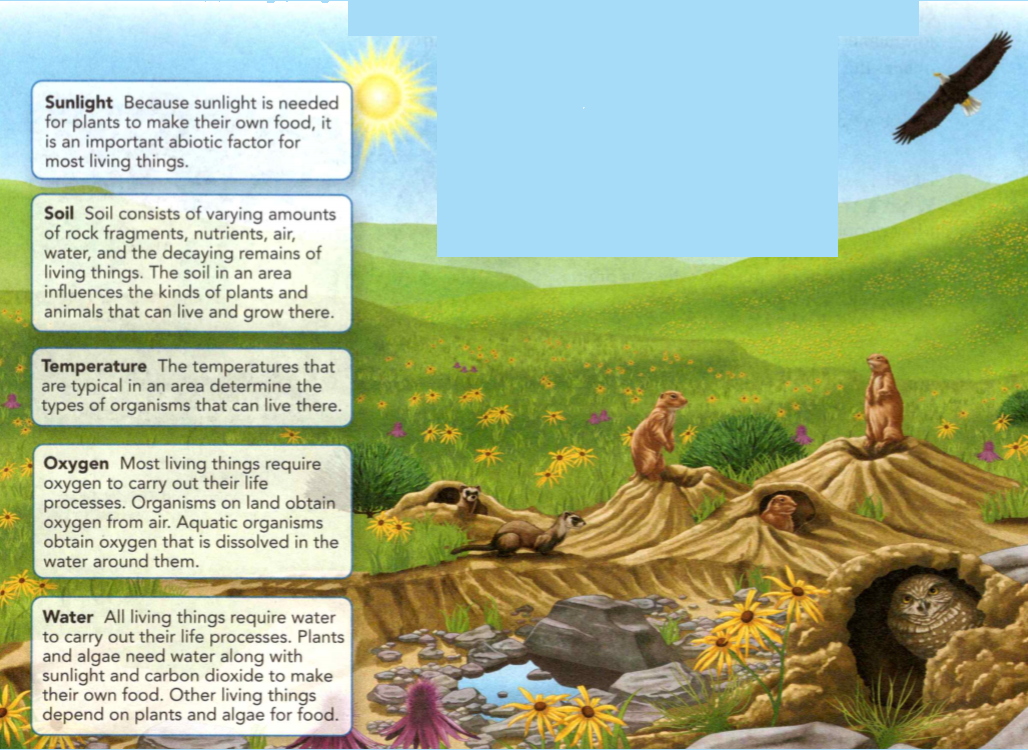 Sunlight Because sunlight is needed
for plants to make their own food, it
is an important abiotic factor for
most living things.
Soil Soil consists of varying amounts
of rock fragments, nutrients, air,
water, and the decaying remains of
living things. The soil in an area
influences the kinds of plants and
animals that can live and grow there.
Temperature The temperatures that
are typical in an area determine the
types of organisms that can live there.
Oxygen Most living things require
oxygen to carry out their life
processes. Organisms on land obtain
oxygen from air. Aquatic organisms
obtain oxygen that is dissolved in the
water around them.
Water All living things require water
to carry out their life processes. Plants
and algae need water along with
sunlight and carbon dioxide to make
their own food. Other living things
depend on plants and algae for food.